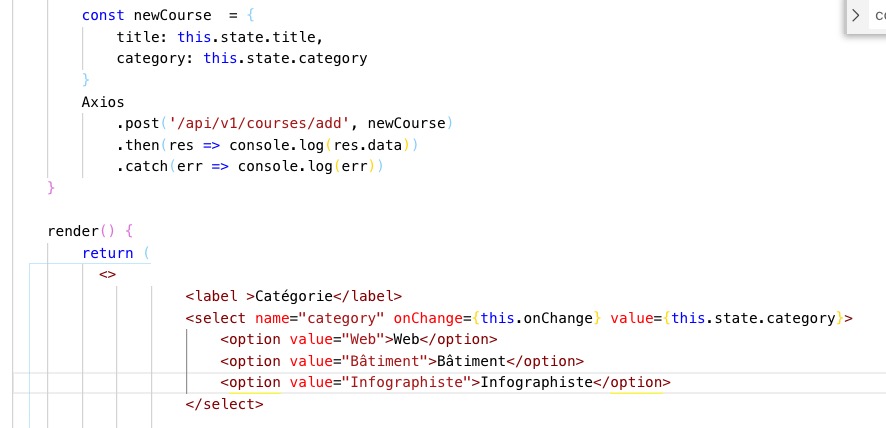 const newCourse  = {
title: this.state.title,
category: this.state.category
}
Axios
.post('/api/v1/courses/add', newCourse)
.then(res => console.log(res.data))
.catch(err => console.log(err))
}
render() {
return (
<>
<label >Catégorie</label>
<select name="category" onChange={this.onChange} value={this.state.category}>
<option value="Web">Web</option>
<option value="Bâtiment">Bâtiment</option>
<option value="Infographiste">Infographiste</option>
</select>